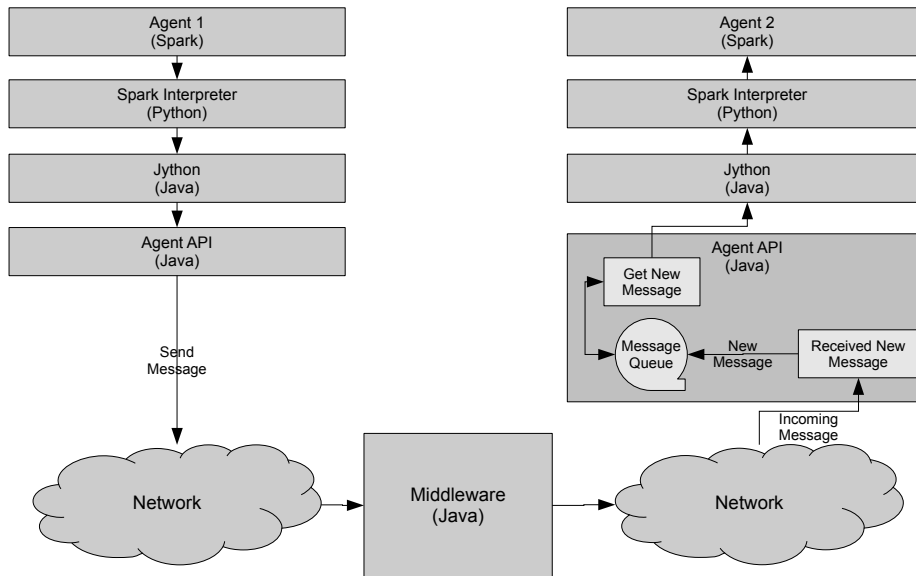 Agent 1
(Spark)
Spark Interpreter
(Python)
Jython
(Java)
Agent API
(Java)
Send
Message
Network
Middleware
(Java)
Agent 2
(Spark)
Spark Interpreter
(Python)
Jython
(Java)
Agent API
(Java)
Get New
Message
Message
Queue
New
Message
Received New
Message
Incoming
Message
Network